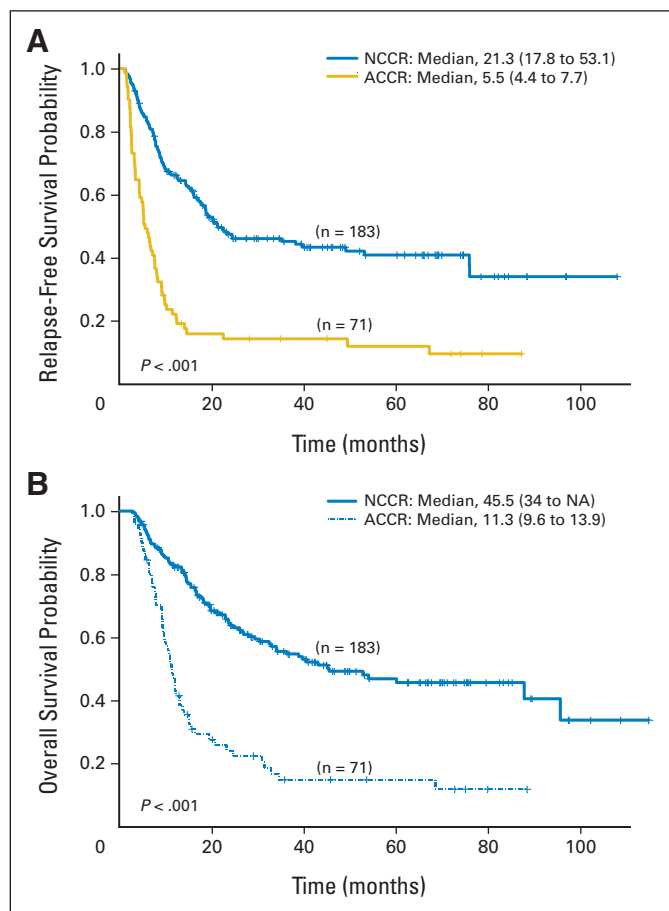 A
NCCR: Median, 21.3 (17.8 to 53.1)
ACCR: Median, 5.5 (4.4 to 7.7)
Relapse-Free Survival Probability
1.0
0.8
0.6
0.4
0.2
(n = 183)
(n = 71)
P < .001
0 20 40 60 80 100
Time (months)
B
NCCR: Median, 45.5 (34 to NA)
ACCR: Median, 11.3 (9.6 to 13.9)
Overall Survival Probability
1.0
0.8
0.6
0.4
0.2
(n = 183)
(n = 71)
P < .001
0 20 40 60 80 100
Time (months)